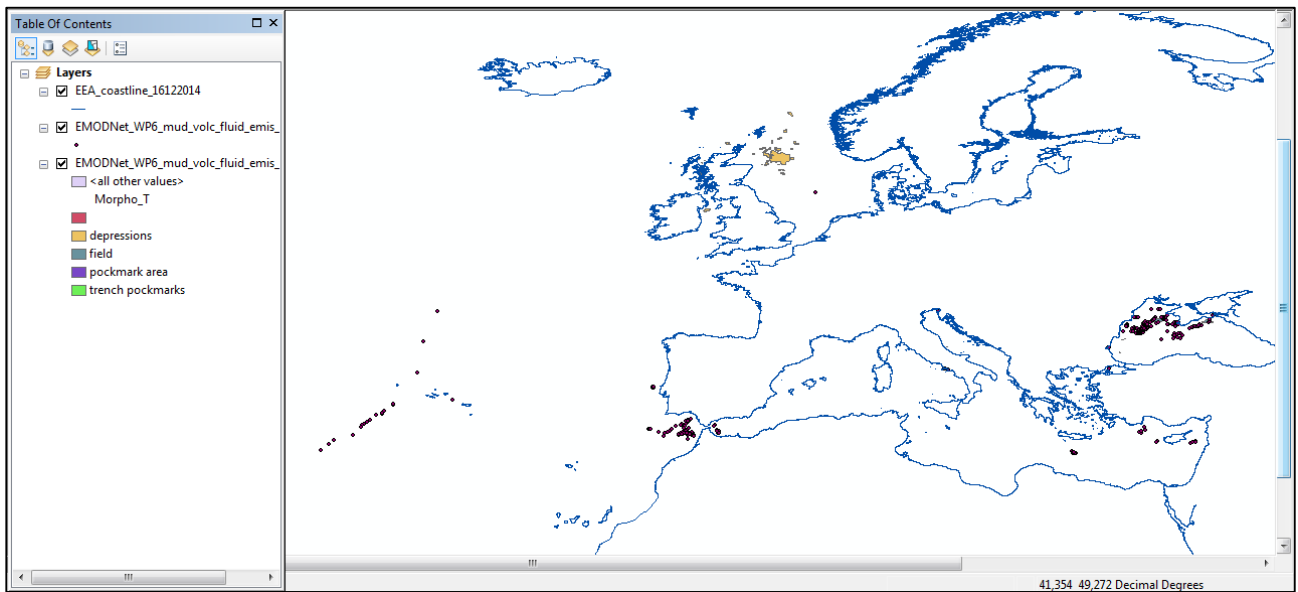 Table Of Contents
Layers
EEA_coastline_16122014
EMODNet_WP6_mud_volc_fluid_emis_
EMODNet_WP6_mud_volc_fluid_emis_
<all other values>
Morpho_T
depressions
field
pockmark area
trench pockmarks
41,354 49,272 Decimal Degrees